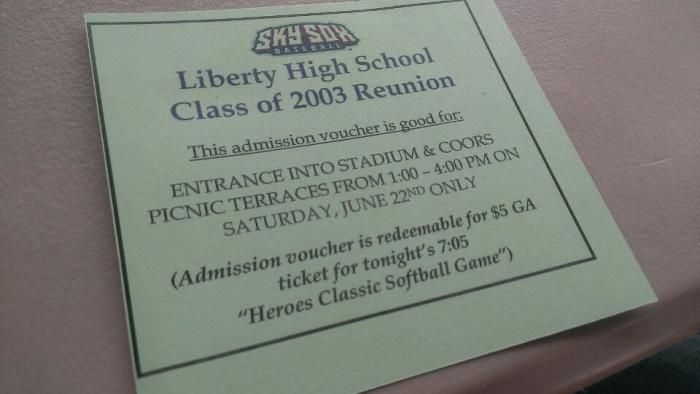 SKY SOX
BASEBALL
Liberty High School
Class of 2003 Reunion
This admission voucher is good for:
ENTRANCE INTO STADIUM & COORS
PICNIC TERRACES FROM 1:00 – 4:00 PM ON
SATURDAY, JUNE 22ND ONLY
(Admission voucher is redeemable for $5 GA
ticket for tonight's 7:05
"Heroes Classic Softball Game")